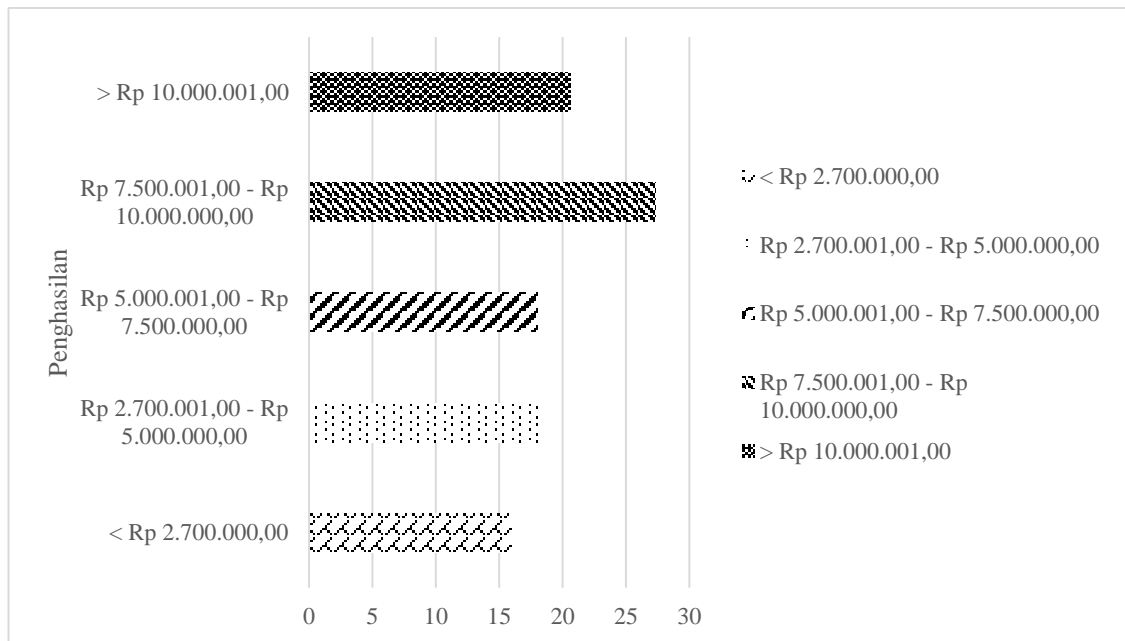 Penghasilan
> Rp 10.000.001,00
Rp 7.500.001,00 - Rp
10.000.000,00
Rp 5.000.001,00 - Rp
7.500.000,00
Rp 2.700.001,00 - Rp
5.000.000,00
< Rp 2.700.000,00
0 5 10 15 20 25 30
< Rp 2.700.000,00
Rp 2.700.001,00 - Rp 5.000.000,00
Rp 5.000.001,00 - Rp 7.500.000,00
Rp 7.500.001,00 - Rp
10.000.000,00
> Rp 10.000.001,00